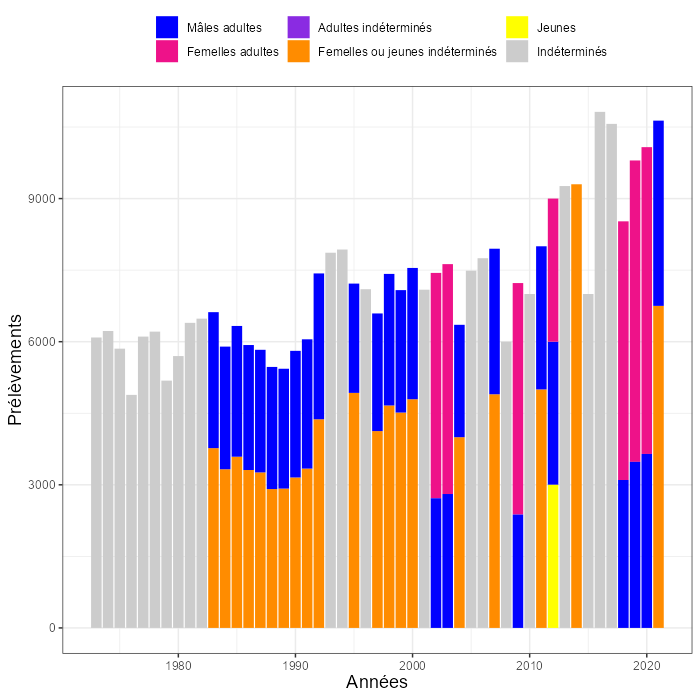 Mâles adultes
Adultes indéterminés
Jeunes
Femelles adultes
Femelles ou jeunes indéterminés
Indéterminés
9000
6000
3000
0
Prélèvements
1980
1990
2000
2010
2020
Années